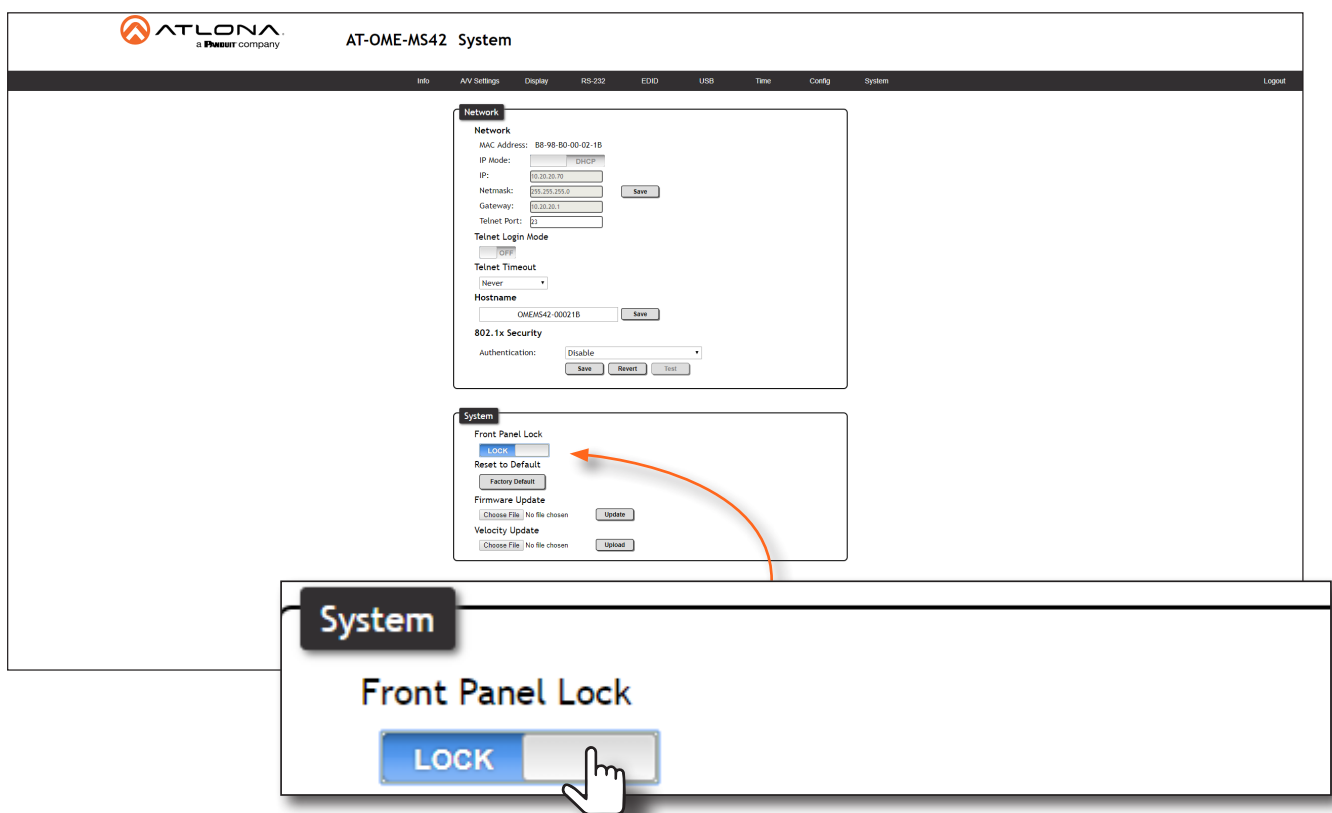 ATLONA.
a PANDUIT company
AT-OME-MS42 System
Info A/V Settings Display RS-232 EDID USB Time Config System Logout
Network
Network
MAC Address: B8-98-B0-00-02-1B
IP Mode: DHCP
IP: 10.20.20.70
Netmask: 255.255.255.0 Save
Gateway: 10.20.20.1
Telnet Port: 23
Telnet Login Mode
OFF
Telnet Timeout
Never
Hostname
OMEMS42-00021B Save
802.1x Security
Authentication: Disable
Save Revert Test
System
Front Panel Lock
LOCK
Reset to Default
Factory Default
Firmware Update
Choose File No file chosen Update
Velocity Update
Choose File No file chosen Upload
System
Front Panel Lock
LOCK